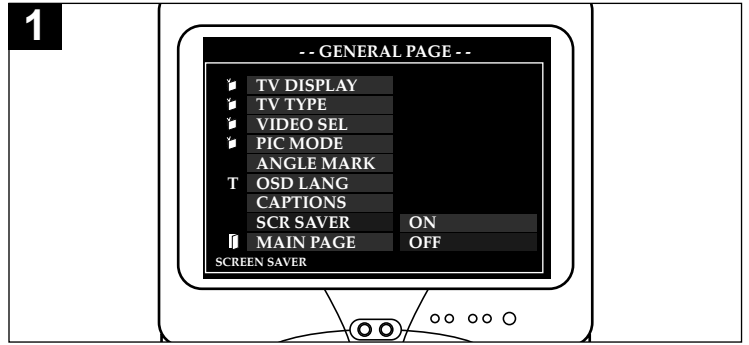 1
- - GENERAL PAGE - -
TV DISPLAY
TV TYPE
VIDEO SEL
PIC MODE
ANGLE MARK
T OSD LANG
CAPTIONS
SCR SAVER ON
MAIN PAGE OFF
SCREEN SAVER